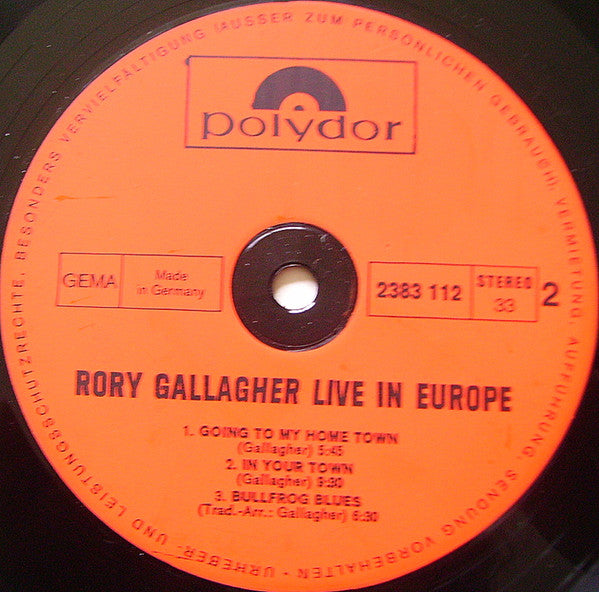 URHEBER- UND LEISTUNGSSCHUTZRECHTE, BESONDERS VERVIELFÄLTIGUNG (AUSSER ZUM PERSÖNLICHEN GEBRAUCH), VERMIETUNG, AUFFÜHRUNG, SENDUNG VORBEHALTEN •
polydor
GEMA
Made
in Germany
2383 112
STEREO
33
2
RORY GALLAGHER LIVE IN EUROPE
1. GOING TO MY HOME TOWN
(Gallagher) 5:45
2. IN YOUR TOWN
(Gallagher) 9:30
3. BULLFROG BLUES
(Trad.-Arr.: Gallagher) 6:30